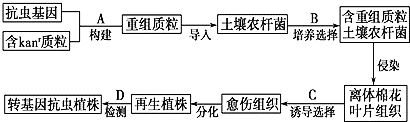 抗虫基因
含kanr质粒
A
构建
重组质粒
导入
土壤农杆菌
B
培养选择
含重组质粒
土壤农杆菌
侵染
离体棉花
叶片组织
C
诱导选择
愈伤组织
分化
再生植株
D
检测
转基因抗虫植株